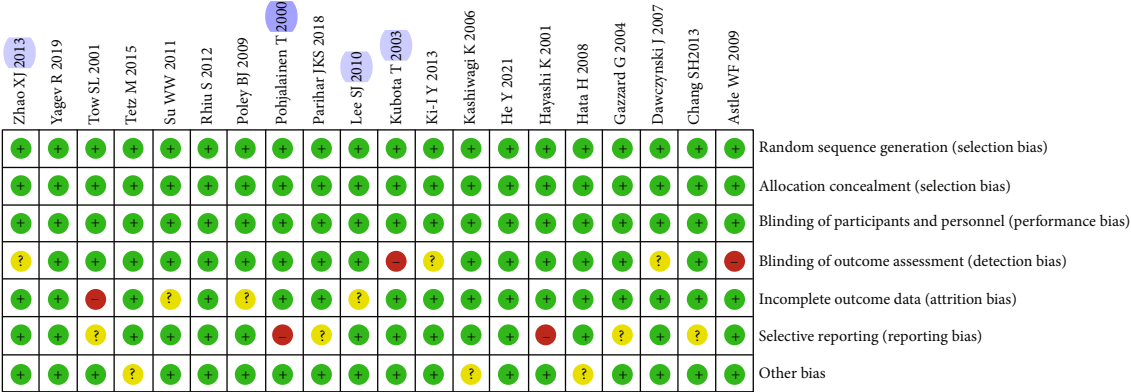 Zhao XJ 2013
Yagev R 2019
Tow SL 2001
Tetz M 2015
Su WW 2011
Rhiu S 2012
Poley BJ 2009
Pohjalainen T 2000
Parihar JKS 2018
Lee SJ 2010
Kubota T 2003
Ki-I Y 2013
Kashiwagi K 2006
He Y 2021
Hayashi K 2001
Hata H 2008
Gazzard G 2004
Dawczynski J 2007
Chang SH2013
Astle WF 2009
+ + + + + + + + + + + + + + + + + + + + Random sequence generation (selection bias)
+ + + + + + + + + + + + + + + + + + + + Allocation concealment (selection bias)
+ + + + + + + + + + + + + + + + + + + + Blinding of participants and personnel (performance bias)
? + + + + + + + + + – ? + + + + + ? + – Blinding of outcome assessment (detection bias)
+ + – + ? + ? + + ? + + + + + + + + + + Incomplete outcome data (attrition bias)
+ + ? + + + + – ? + + + + + – + ? + ? + Selective reporting (reporting bias)
+ + + ? + + + + + + + + ? + + ? + + + + Other bias